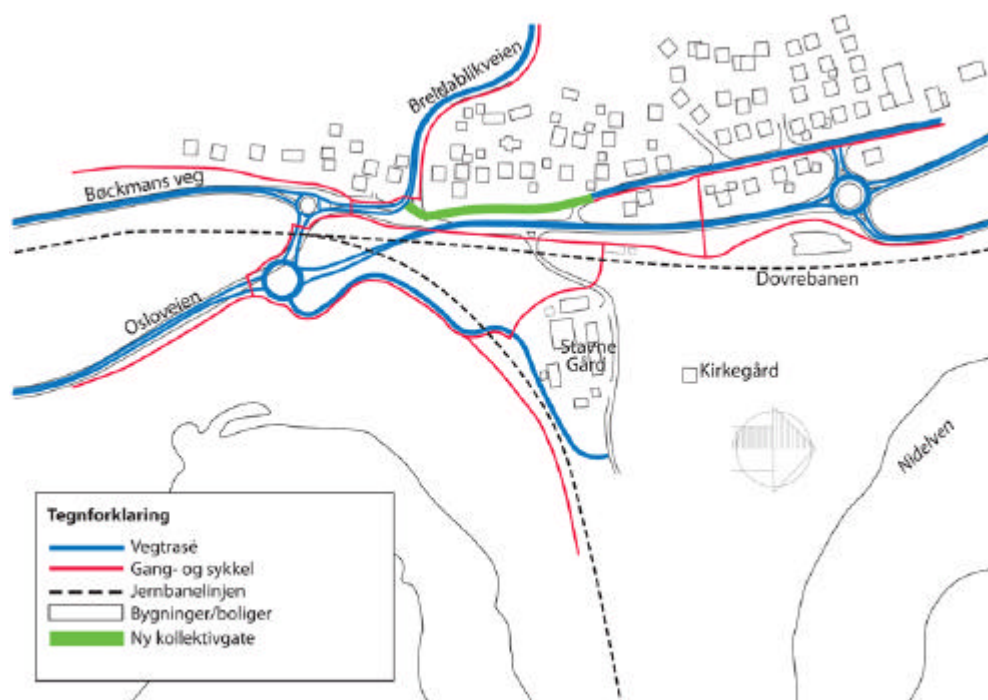 Breidablikveien
Bøckmans veg
Osloveien
Dovrebanen
Stavne
Gård
Kirkegård
Nidelven
Tegnforklaring
Vegtrasé
Gang- og sykkel
Jernbanelinjen
Bygninger/boliger
Ny kollektivgate